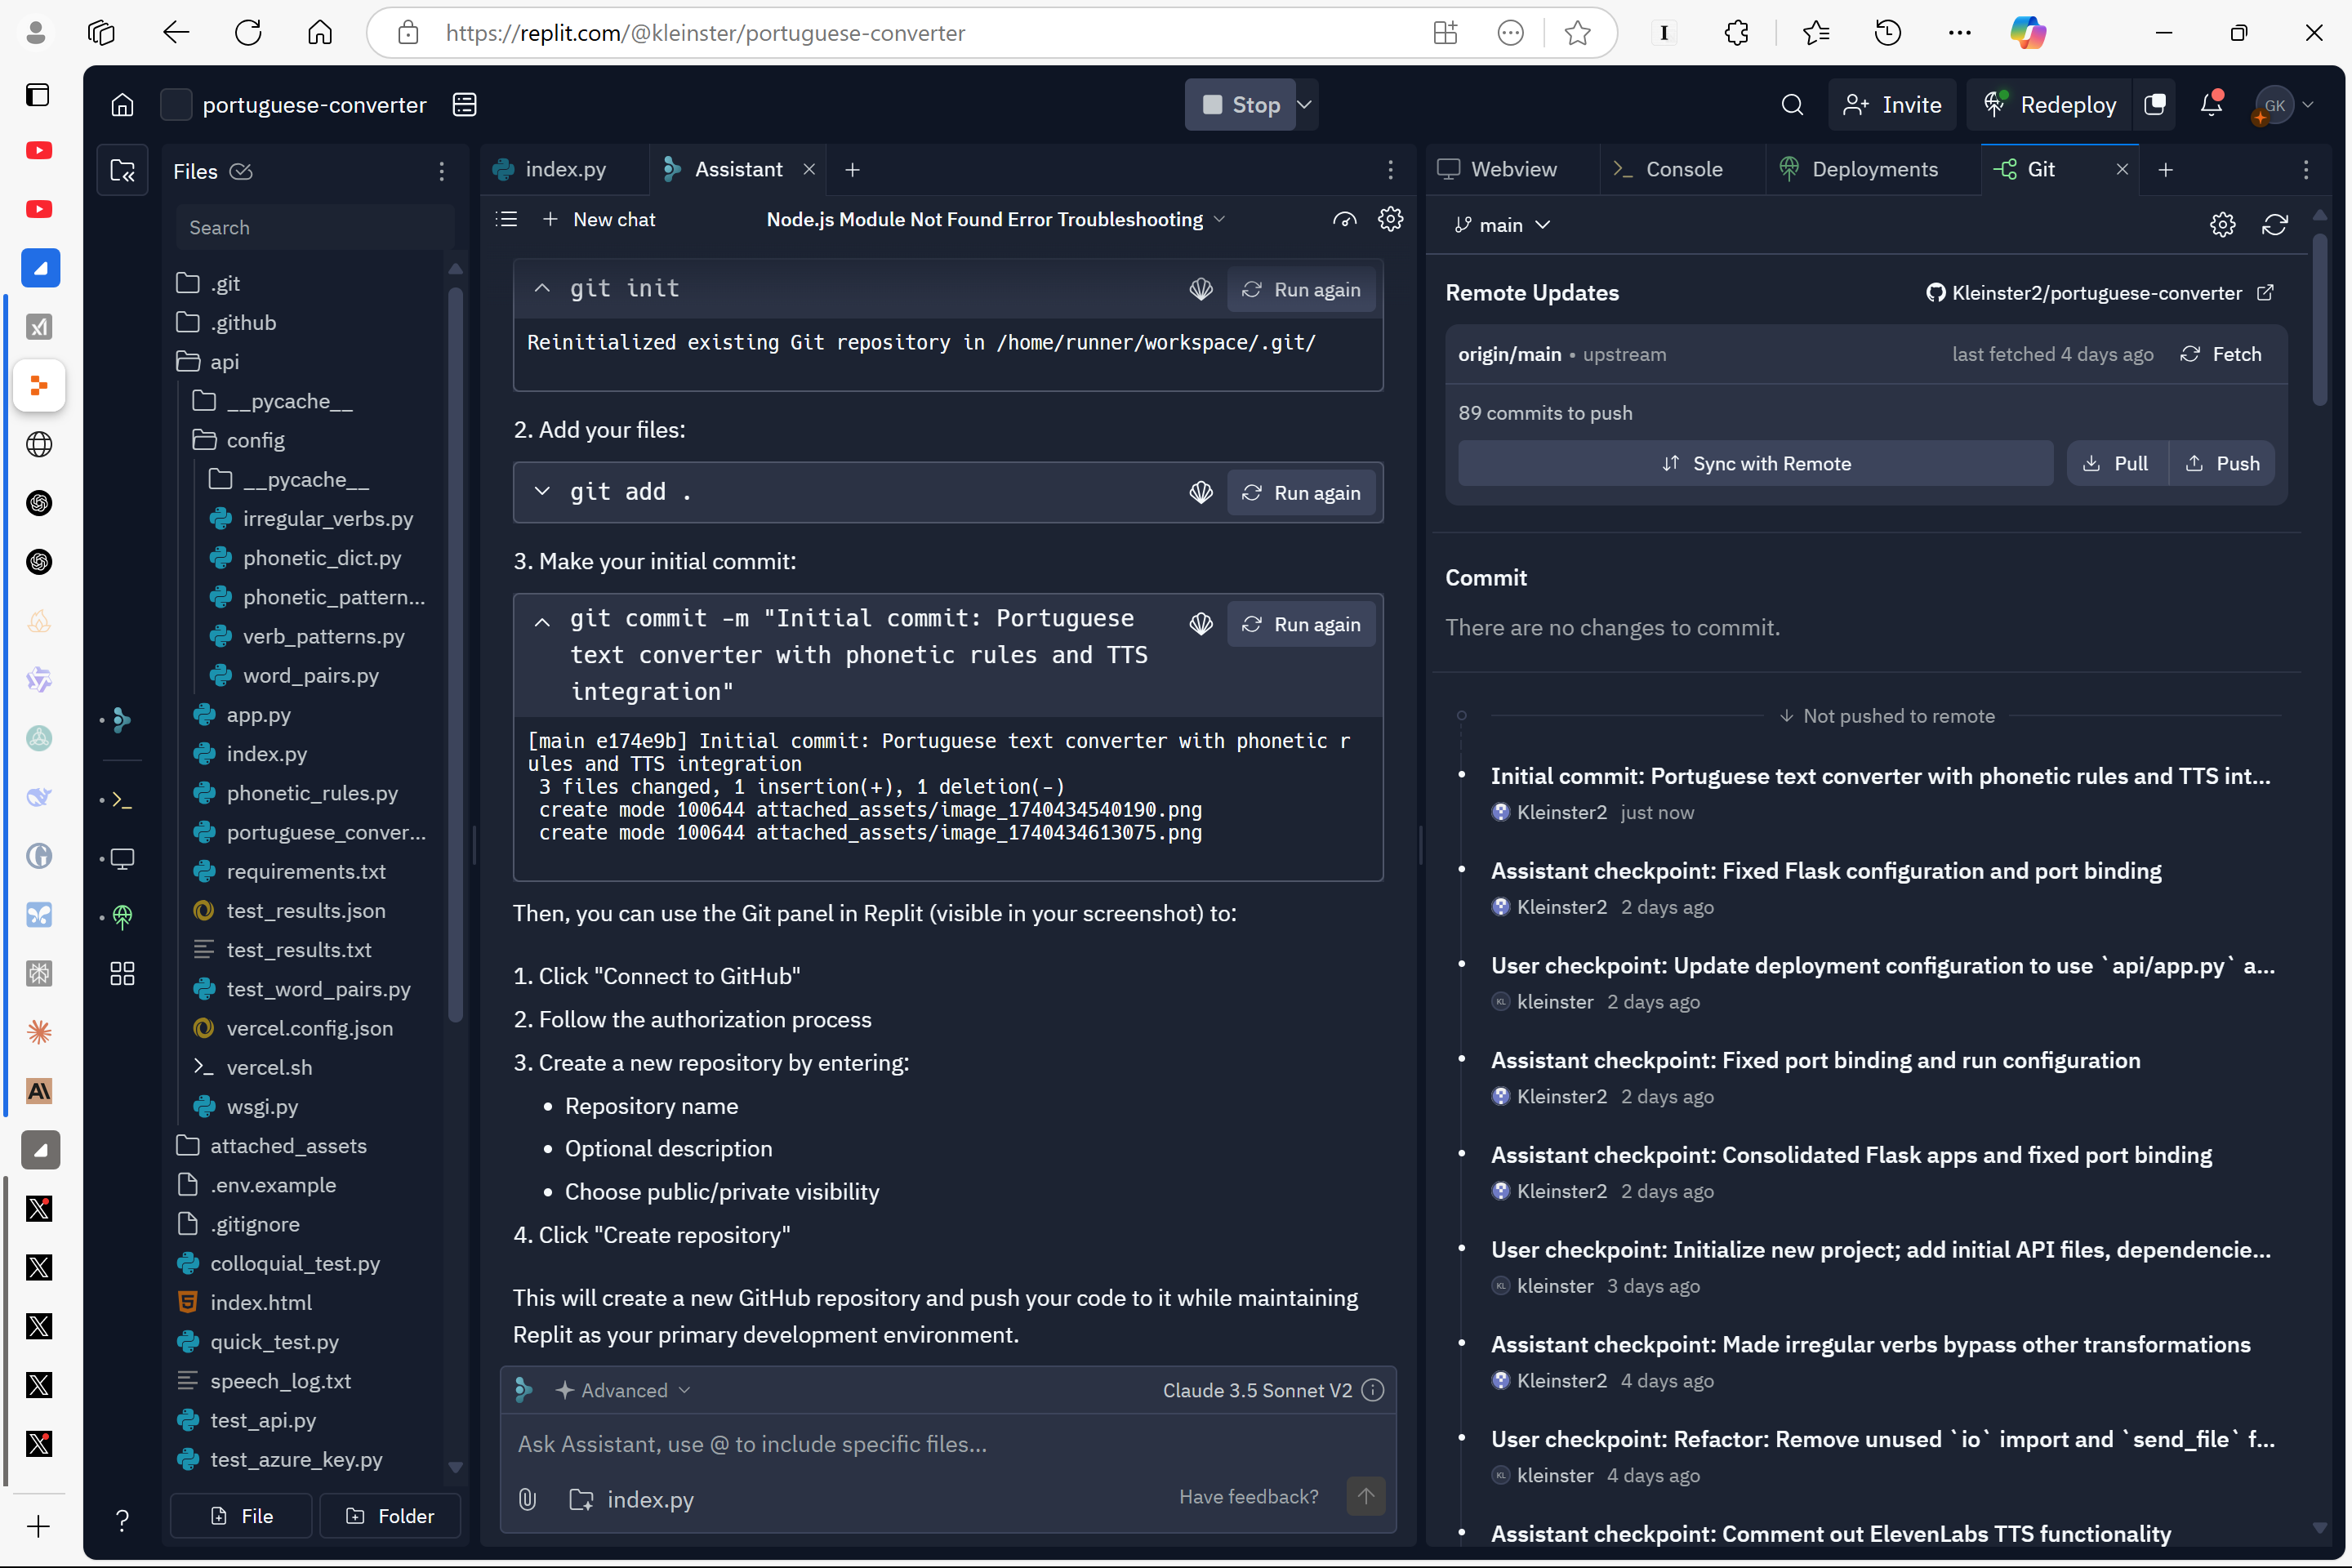 https://replit.com/@kleinster/portuguese-converter
portuguese-converter
Stop
Invite
Redeploy
GK
Files
Search
.git
.github
api
__pycache__
config
__pycache__
irregular_verbs.py
phonetic_dict.py
phonetic_pattern...
verb_patterns.py
word_pairs.py
app.py
index.py
phonetic_rules.py
portuguese_conver...
requirements.txt
test_results.json
test_results.txt
test_word_pairs.py
vercel.config.json
vercel.sh
wsgi.py
attached_assets
.env.example
.gitignore
colloquial_test.py
index.html
quick_test.py
speech_log.txt
test_api.py
test_azure_key.py
File
Folder
index.py
Assistant
New chat
Node.js Module Not Found Error Troubleshooting
git init
Run again
Reinitialized existing Git repository in /home/runner/workspace/.git/
2. Add your files:
git add .
Run again
3. Make your initial commit:
git commit -m "Initial commit: Portuguese
text converter with phonetic rules and TTS
integration"
Run again
[main e174e9b] Initial commit: Portuguese text converter with phonetic r
ules and TTS integration
3 files changed, 1 insertion(+), 1 deletion(-)
create mode 100644 attached_assets/image_1740434540190.png
create mode 100644 attached_assets/image_1740434613075.png
Then, you can use the Git panel in Replit (visible in your screenshot) to:
1. Click "Connect to GitHub"
2. Follow the authorization process
3. Create a new repository by entering:
• Repository name
• Optional description
• Choose public/private visibility
4. Click "Create repository"
This will create a new GitHub repository and push your code to it while maintaining
Replit as your primary development environment.
Advanced
Claude 3.5 Sonnet V2
Ask Assistant, use @ to include specific files...
index.py
Have feedback?
Webview
Console
Deployments
Git
main
Remote Updates
Kleinster2/portuguese-converter
origin/main • upstream
last fetched 4 days ago
Fetch
89 commits to push
Sync with Remote
Pull
Push
Commit
There are no changes to commit.
Not pushed to remote
Initial commit: Portuguese text converter with phonetic rules and TTS int...
Kleinster2 just now
Assistant checkpoint: Fixed Flask configuration and port binding
Kleinster2 2 days ago
User checkpoint: Update deployment configuration to use `api/app.py` a...
KL kleinster 2 days ago
Assistant checkpoint: Fixed port binding and run configuration
Kleinster2 2 days ago
Assistant checkpoint: Consolidated Flask apps and fixed port binding
Kleinster2 2 days ago
User checkpoint: Initialize new project; add initial API files, dependencie...
KL kleinster 3 days ago
Assistant checkpoint: Made irregular verbs bypass other transformations
Kleinster2 4 days ago
User checkpoint: Refactor: Remove unused `io` import and `send_file` f...
KL kleinster 4 days ago
Assistant checkpoint: Comment out ElevenLabs TTS functionality